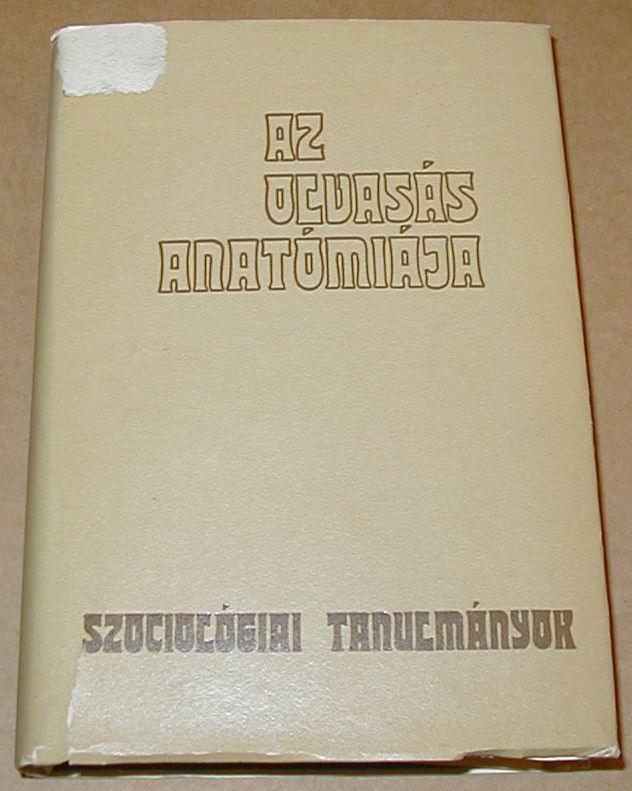 AZ
OLVASÁS
ANATÓMIÁJA
SZOCIOLÓGIAI TANULMÁNYOK